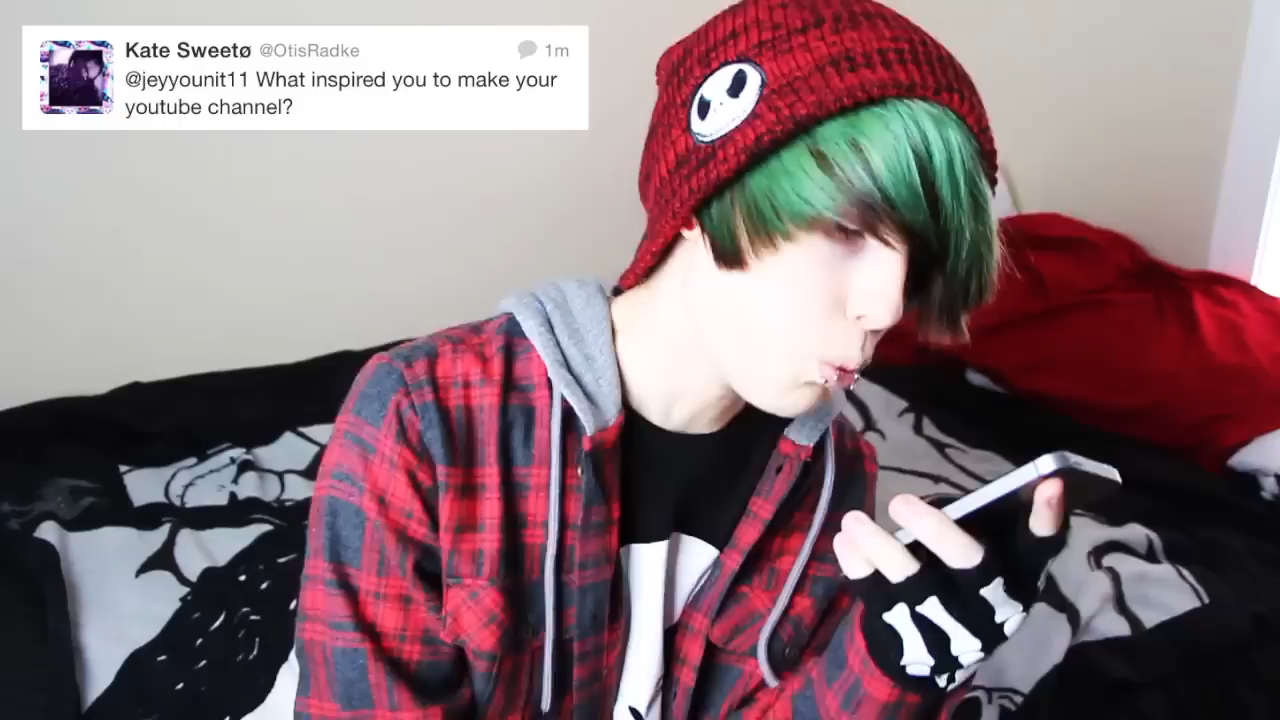 Kate Sweetø @OtisRadke 1m
@jeyyounit11 What inspired you to make your
youtube channel?